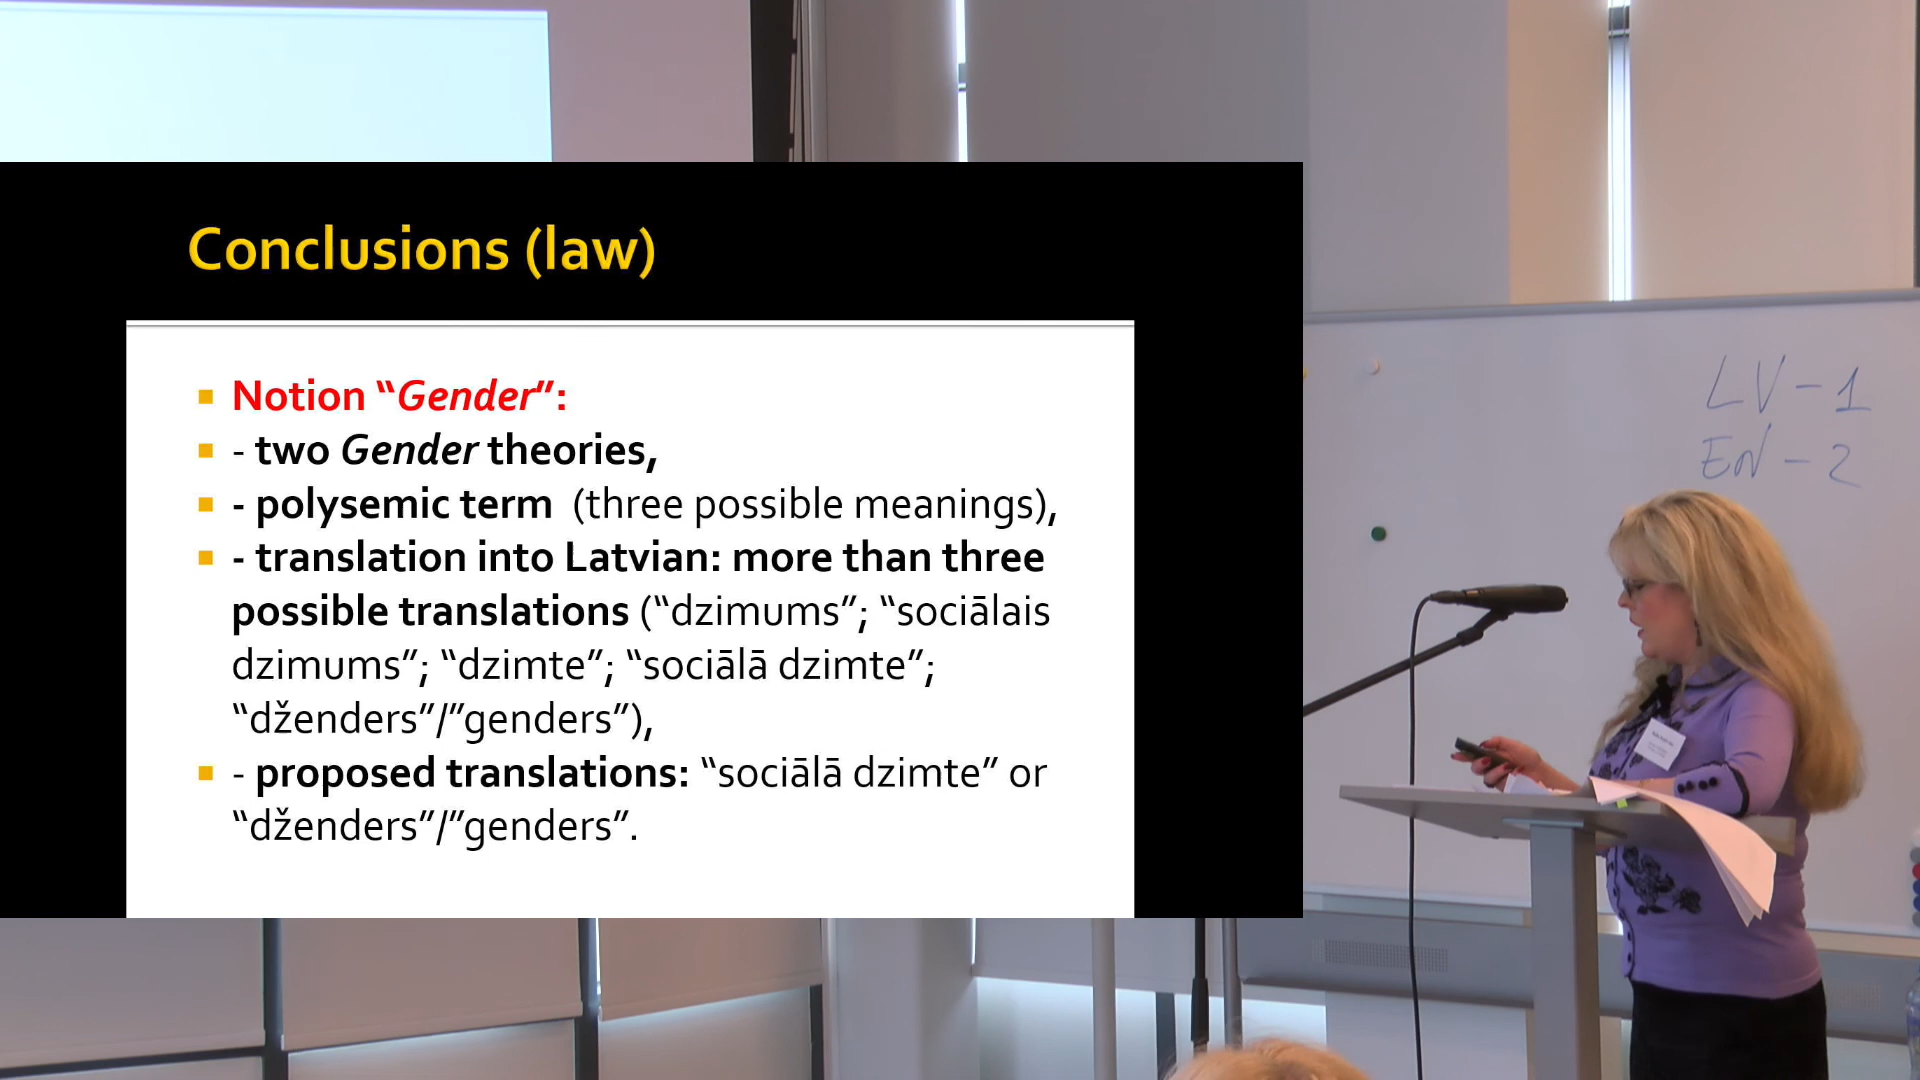 Conclusions (law)
Notion “Gender”:
- two Gender theories,
- polysemic term (three possible meanings),
- translation into Latvian: more than three
possible translations (“dzimums”; “sociālais
dzimums”; “dzimte”; “sociālā dzimte”;
“dženders”/”genders”),
- proposed translations: “sociālā dzimte” or
“dženders”/”genders”.
LV - 1
EN - 2